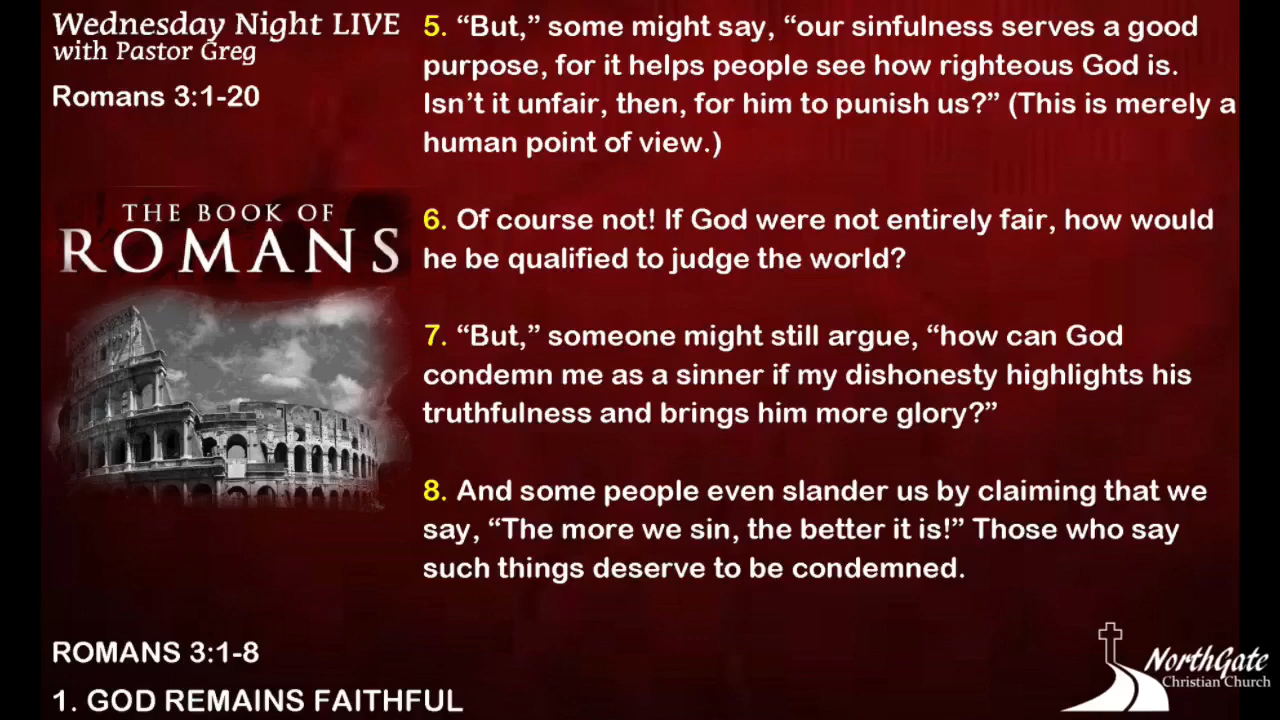 Wednesday Night LIVE
with Pastor Greg
Romans 3:1-20
THE BOOK OF
ROMANS
5. “But,” some might say, “our sinfulness serves a good
purpose, for it helps people see how righteous God is.
Isn’t it unfair, then, for him to punish us?” (This is merely a
human point of view.)
6. Of course not! If God were not entirely fair, how would
he be qualified to judge the world?
7. “But,” someone might still argue, “how can God
condemn me as a sinner if my dishonesty highlights his
truthfulness and brings him more glory?”
8. And some people even slander us by claiming that we
say, “The more we sin, the better it is!” Those who say
such things deserve to be condemned.
ROMANS 3:1-8
1. GOD REMAINS FAITHFUL
NorthGate
Christian Church